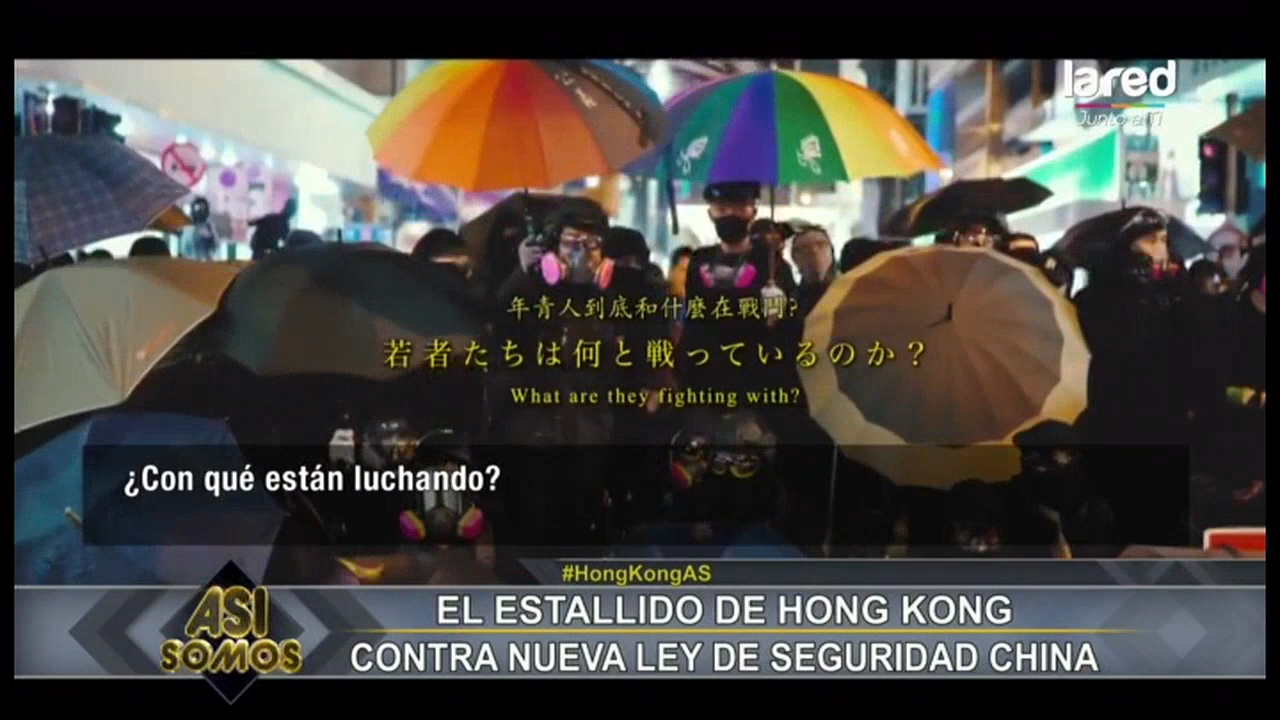 lared
Junto a Ti
年青人到底和什麼在戰鬥?
若者たちは何と戦っているのか？
What are they fighting with?
¿Con qué están luchando?
#HongKongAS
ASI
SOMOS
EL ESTALLIDO DE HONG KONG
CONTRA NUEVA LEY DE SEGURIDAD CHINA